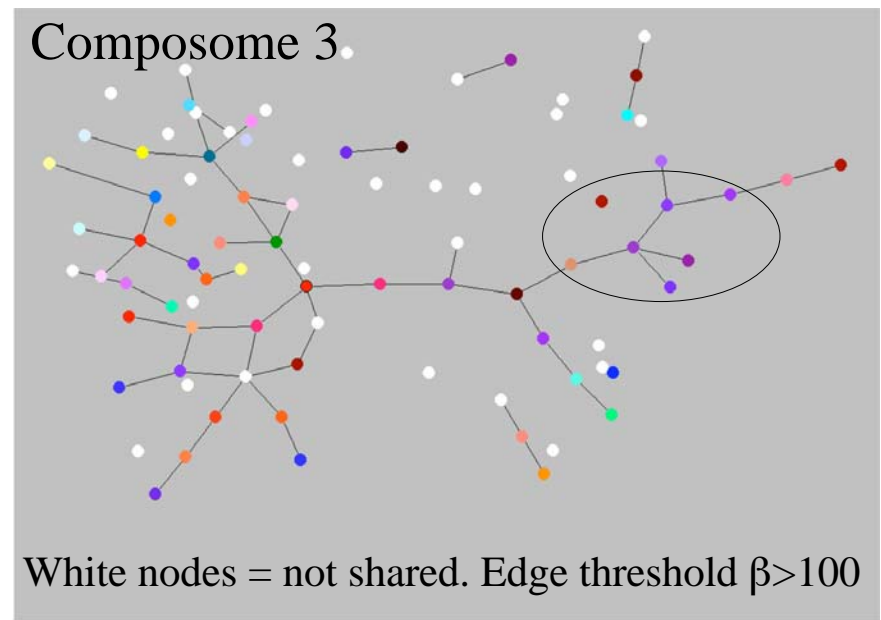 Composome 3
White nodes = not shared. Edge threshold β>100